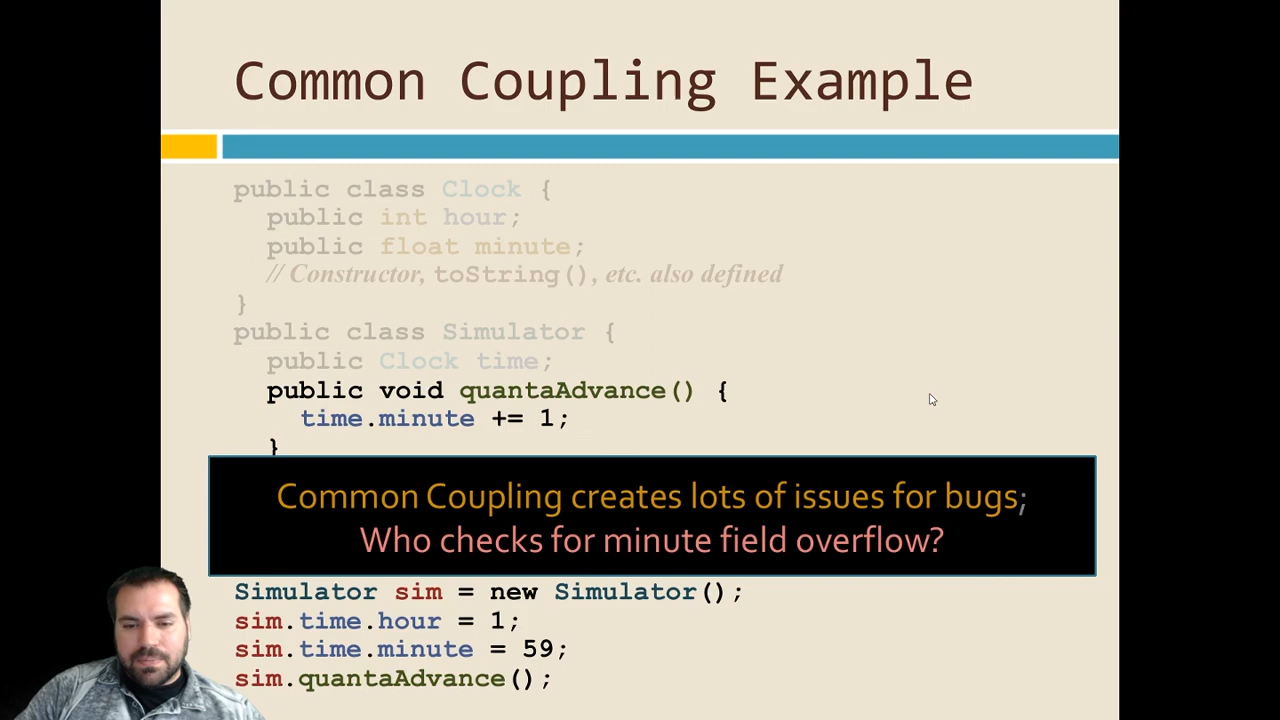 Common Coupling Example
public class Clock {
public int hour;
public float minute;
// Constructor, toString(), etc. also defined
}
public class Simulator {
public Clock time;
public void quantaAdvance() {
time.minute += 1;
}
Common Coupling creates lots of issues for bugs;
Who checks for minute field overflow?
Simulator sim = new Simulator();
sim.time.hour = 1;
sim.time.minute = 59;
sim.quantaAdvance();